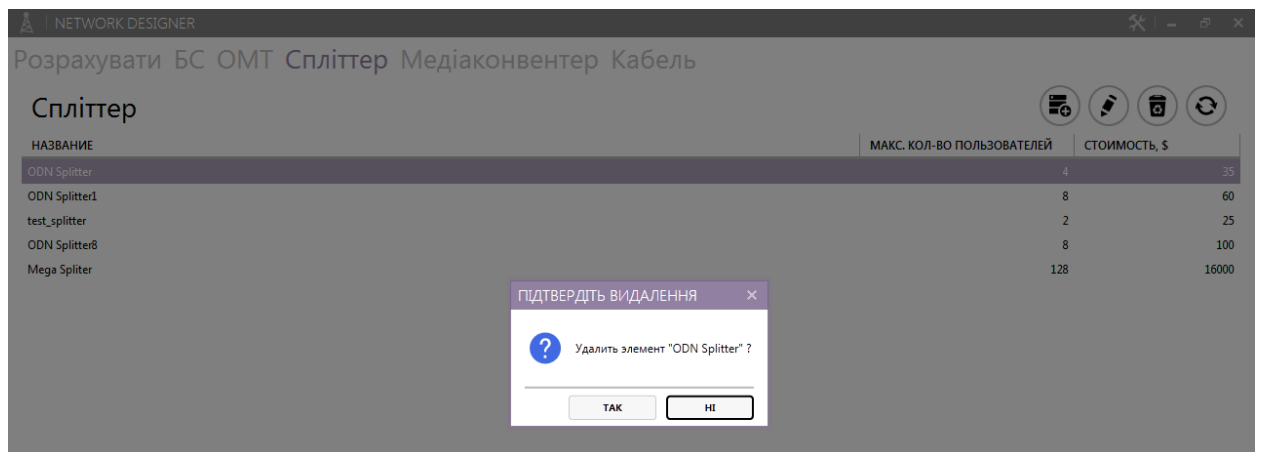 NETWORK DESIGNER
Розрахувати БС ОМТ Спліттер Медіаконвентер Кабель
Спліттер
НАЗВАНИЕ МАКС. КОЛ-ВО ПОЛЬЗОВАТЕЛЕЙ СТОИМОСТЬ, $
ODN Splitter 4 35
ODN Splitter1 8 60
test_splitter 2 25
ODN Splitter8 8 100
Mega Spliter 128 16000
ПІДТВЕРДІТЬ ВИДАЛЕННЯ
Удалить элемент "ODN Splitter" ?
ТАК НІ